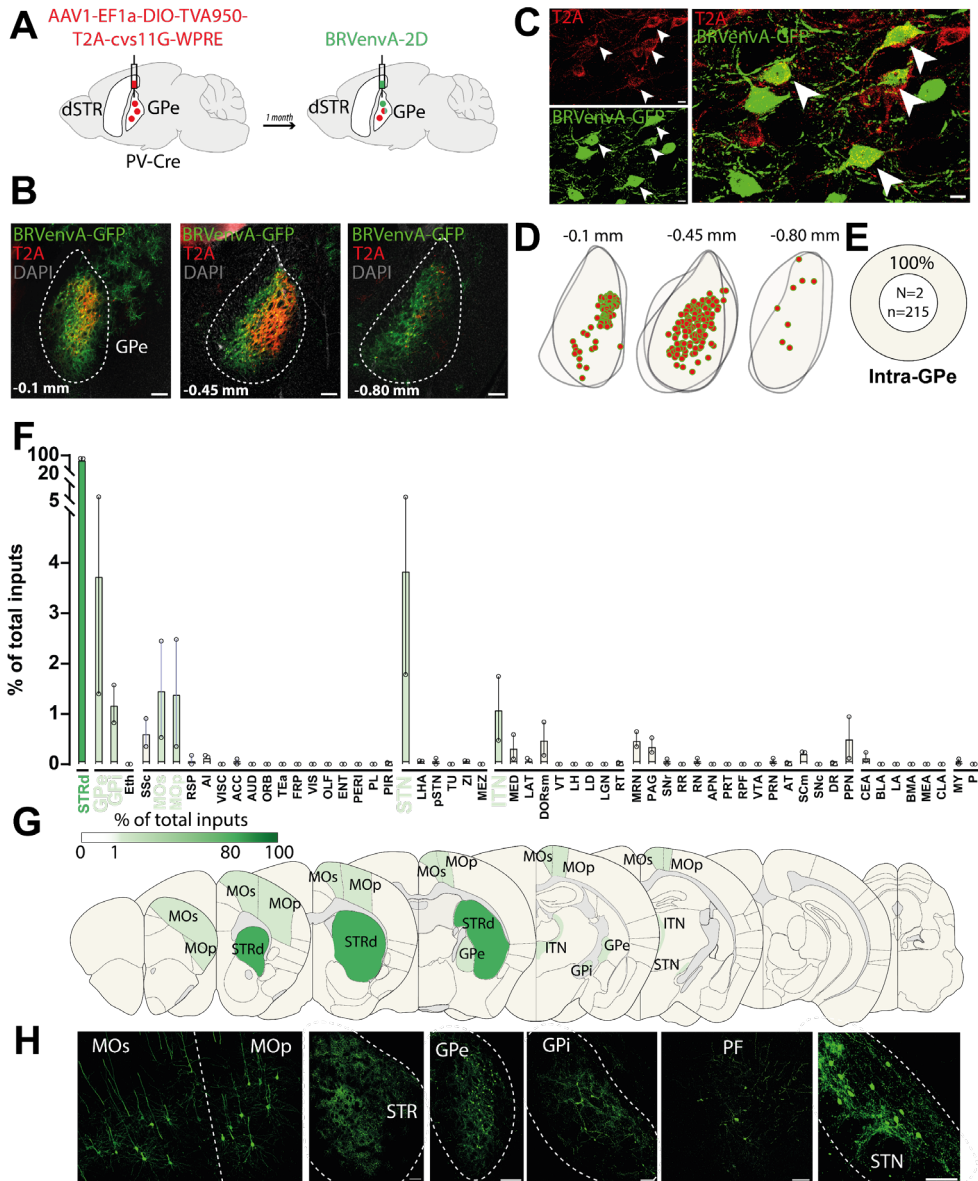 A
AAV1-EF1a-DIO-TVA950-
T2A-cvs11G-WPRE
BRVenvA-2D
dSTR
GPe
PV-Cre
1 month
dSTR
GPe
B
BRVenvA-GFP
T2A
DAPI
GPe
-0.1 mm
BRVenvA-GFP
T2A
DAPI
-0.45 mm
BRVenvA-GFP
T2A
DAPI
-0.80 mm
C
T2A
BRVenvA-GFP
T2A
BRVenvA-GFP
D
-0.1 mm
-0.45 mm
-0.80 mm
E
100%
N=2
n=215
Intra-GPe
F
% of total inputs
100
20
5
4
3
2
1
0
STRd
GPe
GPi
Eth
SSc
MOs
MOp
RSP
AI
VISC
ACC
AUD
ORB
TEa
FRP
VIS
OLF
ENT
PERI
PL
PIR
STN
LHA
pSTN
TU
ZI
MEZ
ITN
MED
LAT
DORsm
VT
LH
LD
LGN
RT
MRN
PAG
SNr
RR
RN
APN
PRT
RPF
VTA
PRN
AT
SCm
SNc
DR
PPN
CEA
BLA
LA
BMA
MEA
CLA
MY
P
G
% of total inputs
0
1
80
100
MOs
MOp
MOs
MOp
STRd
MOs
MOp
STRd
MOs
MOp
STRd
GPe
MOs
MOp
ITN
GPe
GPi
MOs
MOp
ITN
STN
H
MOs
MOp
STR
GPe
GPi
PF
STN